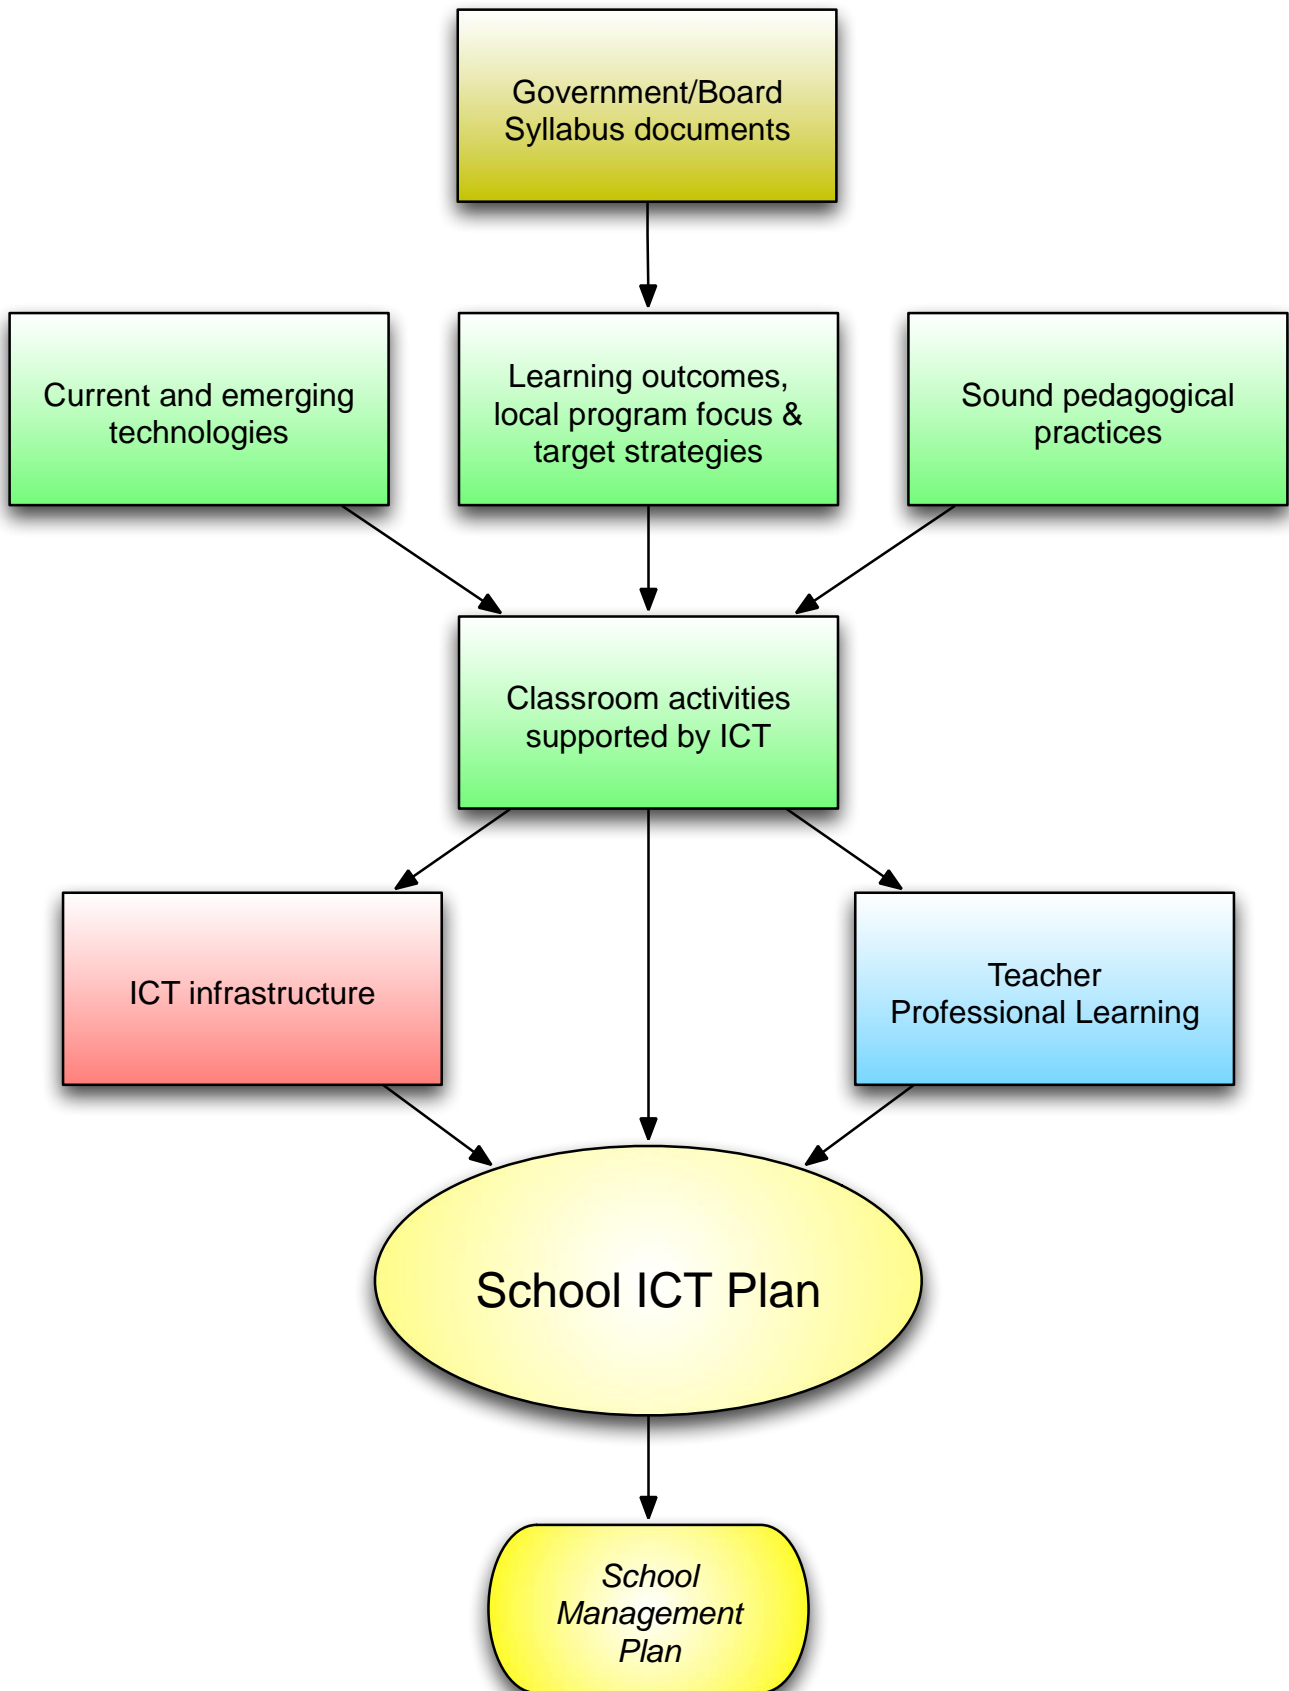 Government/Board
Syllabus documents
Current and emerging
technologies
Learning outcomes,
local program focus &
target strategies
Sound pedagogical
practices
Classroom activities
supported by ICT
ICT infrastructure
Teacher
Professional Learning
School ICT Plan
School
Management
Plan